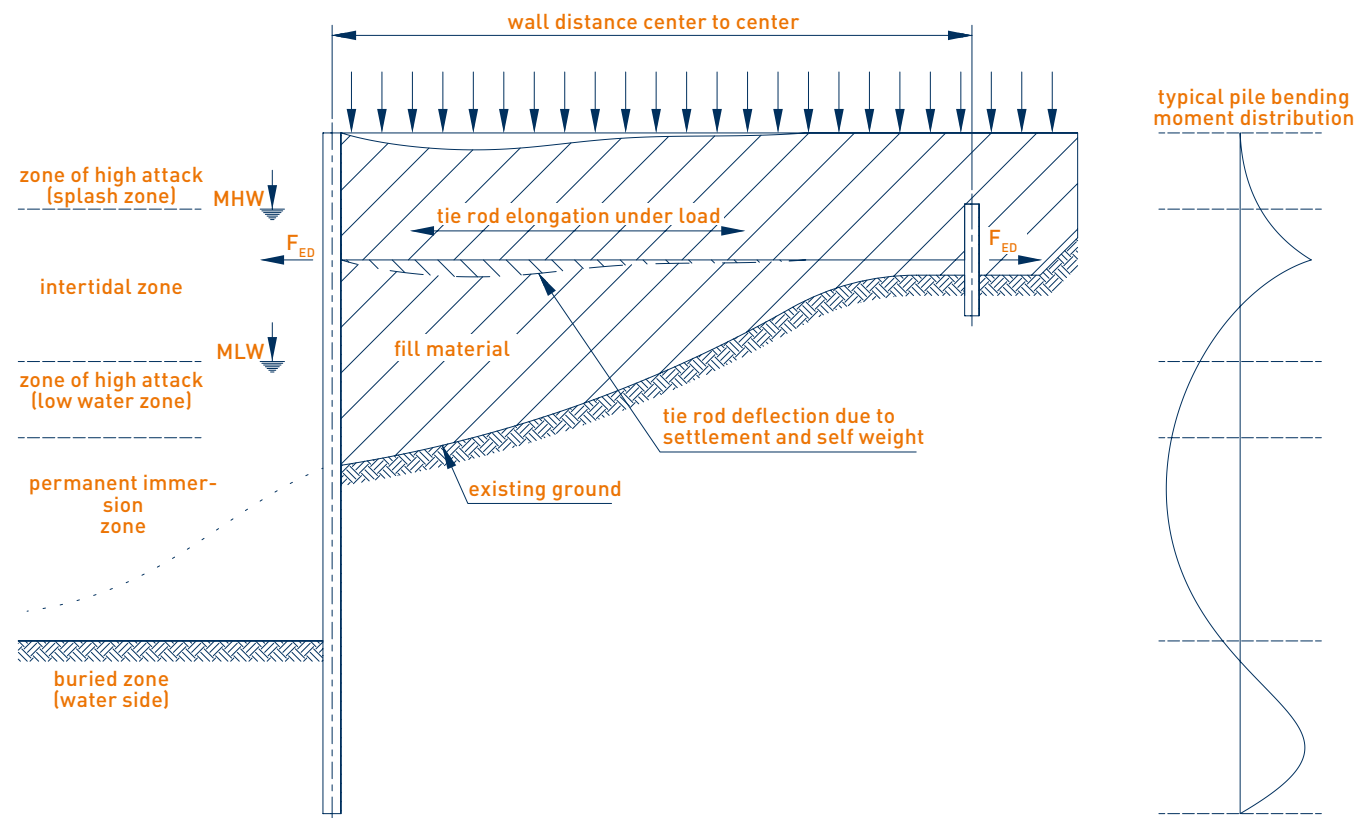 wall distance center to center
typical pile bending
moment distribution
zone of high attack
(splash zone)
MHW
tie rod elongation under load
F_ED
F_ED
intertidal zone
MLW
fill material
zone of high attack
(low water zone)
tie rod deflection due to
settlement and self weight
permanent immer-
sion
zone
existing ground
buried zone
(water side)